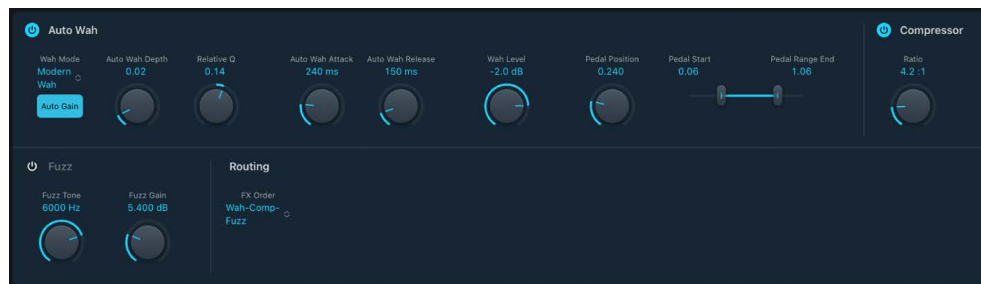 Auto Wah
Compressor
Wah Mode
Modern
Wah
Auto Gain
Auto Wah Depth
0.02
Relative Q
0.14
Auto Wah Attack
240 ms
Auto Wah Release
150 ms
Wah Level
-2.0 dB
Pedal Position
0.240
Pedal Start
0.06
Pedal Range End
1.06
Ratio
4.2 :1
Fuzz
Routing
Fuzz Tone
6000 Hz
Fuzz Gain
5.400 dB
FX Order
Wah-Comp-
Fuzz